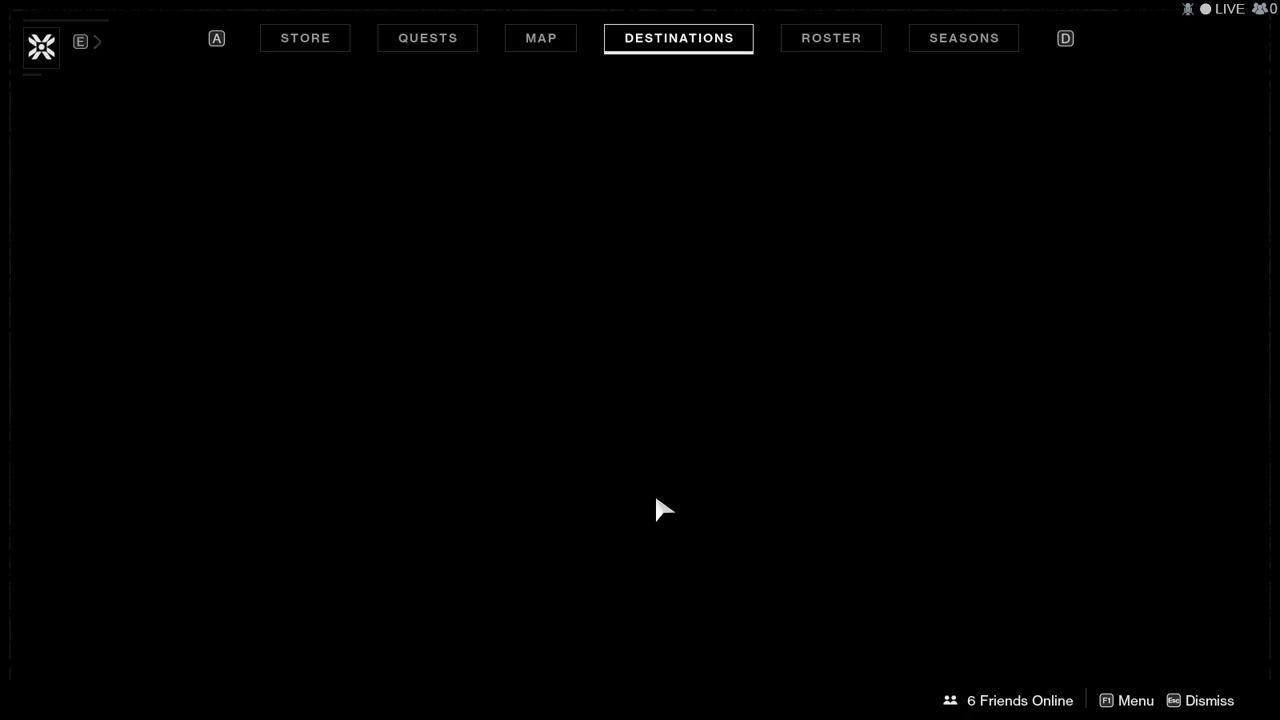 LIVE 0
E A STORE QUESTS MAP DESTINATIONS ROSTER SEASONS D
6 Friends Online F1 Menu Esc Dismiss